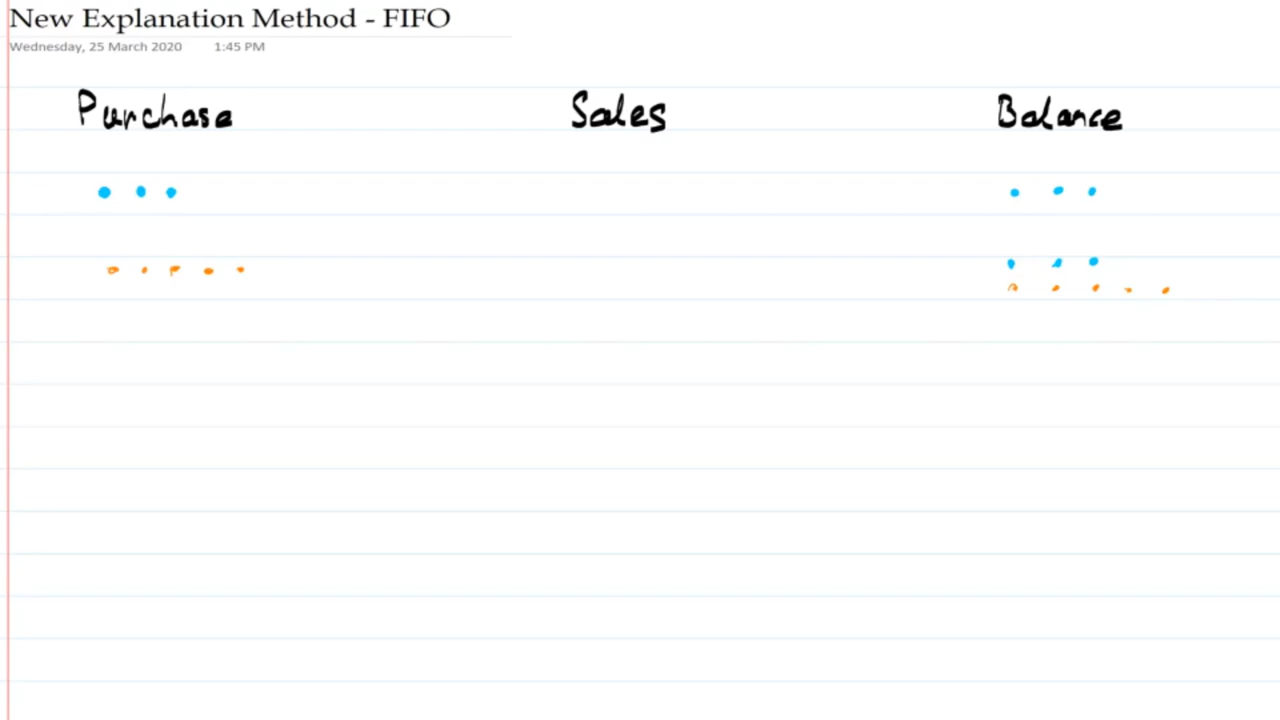 New Explanation Method - FIFO
Wednesday, 25 March 2020 1:45 PM
Purchase Sales Balance